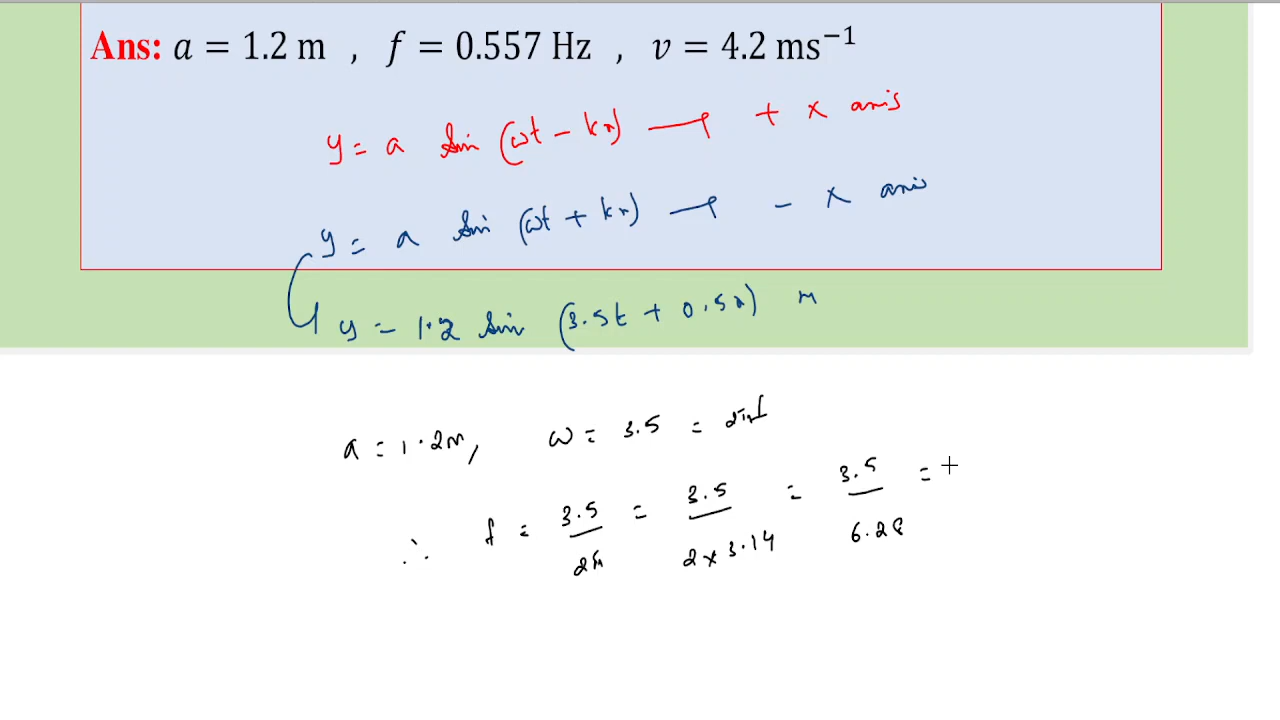 Ans: a = 1.2 m , f = 0.557 Hz , v = 4.2 ms⁻¹
y = a sin (ωt − kx) → + x axis
y = a sin (ωt + kx) → − x axis
y = 1.2 sin (3.5t + 0.5x) m
a = 1.2m, ω = 3.5 = 2πf
∴ f = 3.5/2π = 3.5/2×3.14 = 3.5/6.28 =